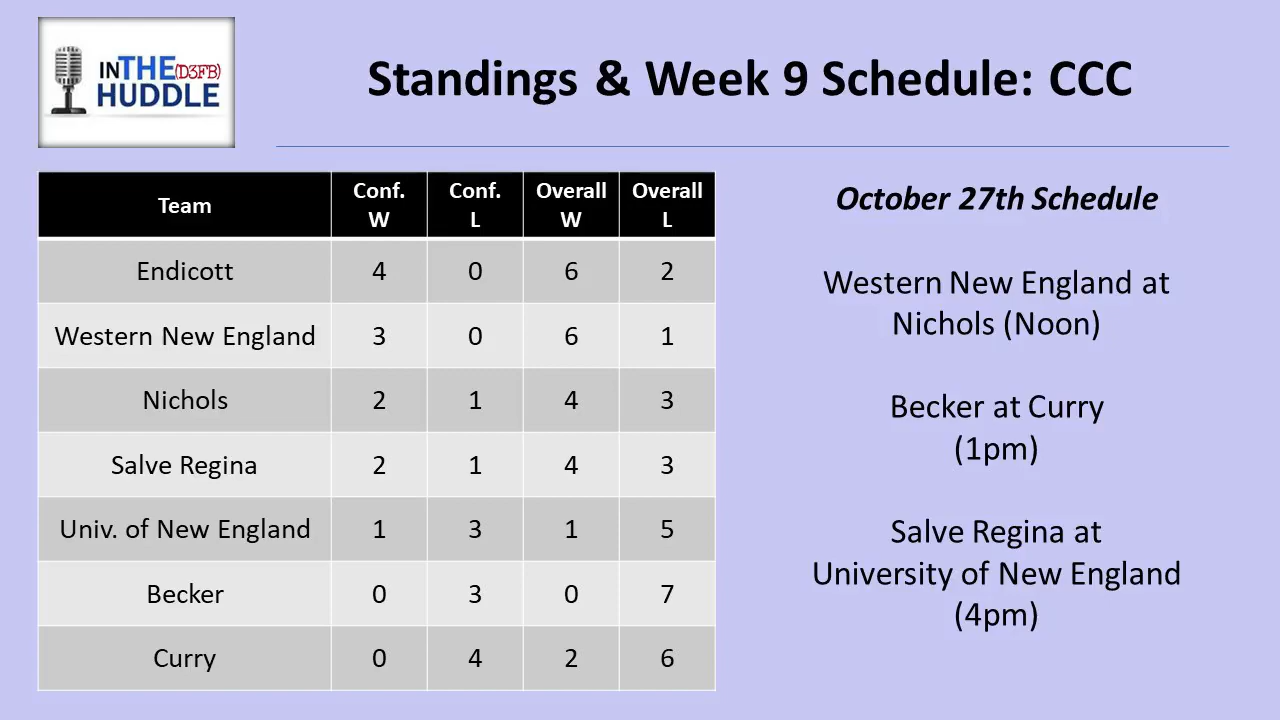 INTHE(D3FB)
HUDDLE
Standings & Week 9 Schedule: CCC
Team Conf. W Conf. L Overall W Overall L
Endicott 4 0 6 2
Western New England 3 0 6 1
Nichols 2 1 4 3
Salve Regina 2 1 4 3
Univ. of New England 1 3 1 5
Becker 0 3 0 7
Curry 0 4 2 6
October 27th Schedule
Western New England at
Nichols (Noon)
Becker at Curry
(1pm)
Salve Regina at
University of New England
(4pm)